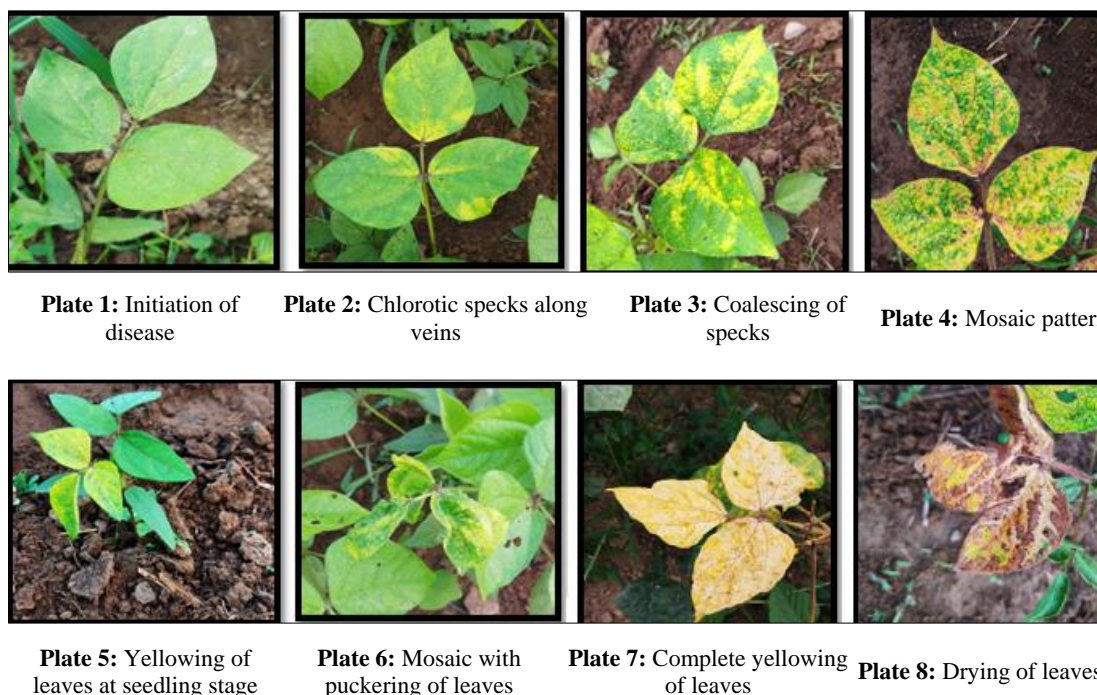 Plate 1: Initiation of
disease
Plate 2: Chlorotic specks along
veins
Plate 3: Coalescing of
specks
Plate 4: Mosaic patter
Plate 5: Yellowing of
leaves at seedling stage
Plate 6: Mosaic with
puckering of leaves
Plate 7: Complete yellowing
of leaves
Plate 8: Drying of leaves